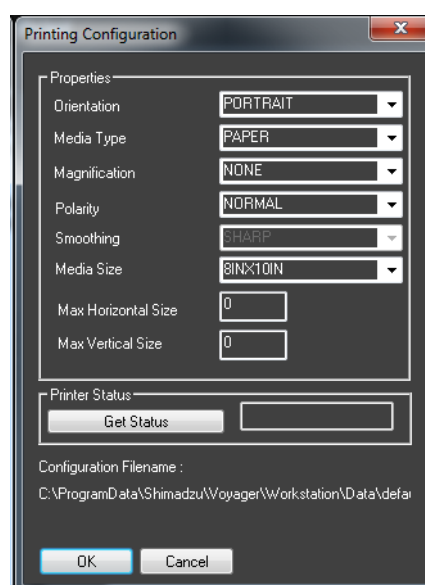 Printing Configuration
Properties
Orientation PORTRAIT
Media Type PAPER
Magnification NONE
Polarity NORMAL
Smoothing SHARP
Media Size 8INX10IN
Max Horizontal Size 0
Max Vertical Size 0
Printer Status
Get Status
Configuration Filename :
C:\ProgramData\Shimadzu\Voyager\Workstation\Data\defau
OK Cancel